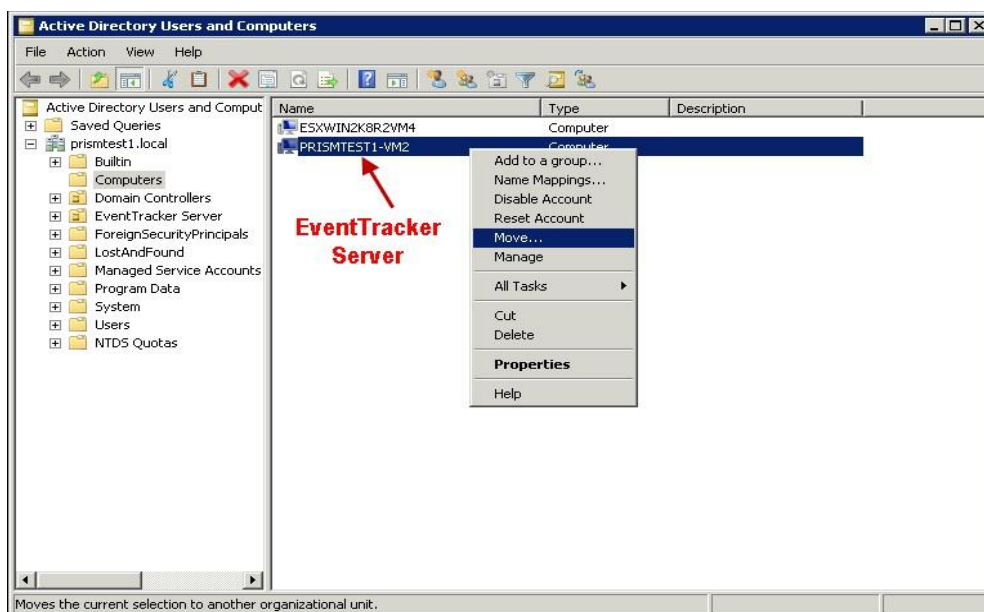 Active Directory Users and Computers
File Action View Help
Active Directory Users and Comput
Saved Queries
prismtest1.local
Builtin
Computers
Domain Controllers
EventTracker Server
ForeignSecurityPrincipals
LostAndFound
Managed Service Accounts
Program Data
System
Users
NTDS Quotas
Name Type Description
ESXWIN2K8R2VM4 Computer
PRISMTEST1-VM2 Computer
EventTracker
Server
Add to a group...
Name Mappings...
Disable Account
Reset Account
Move...
Manage
All Tasks
Cut
Delete
Properties
Help
Moves the current selection to another organizational unit.